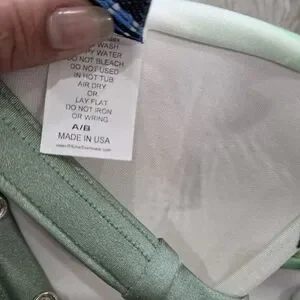 WASH
WATER
DO NOT BLEACH
DO NOT USED
IN HOT TUB
AIR DRY
OR
LAY FLAT
DO NOT IRON
OR WRING
A/B
MADE IN USA